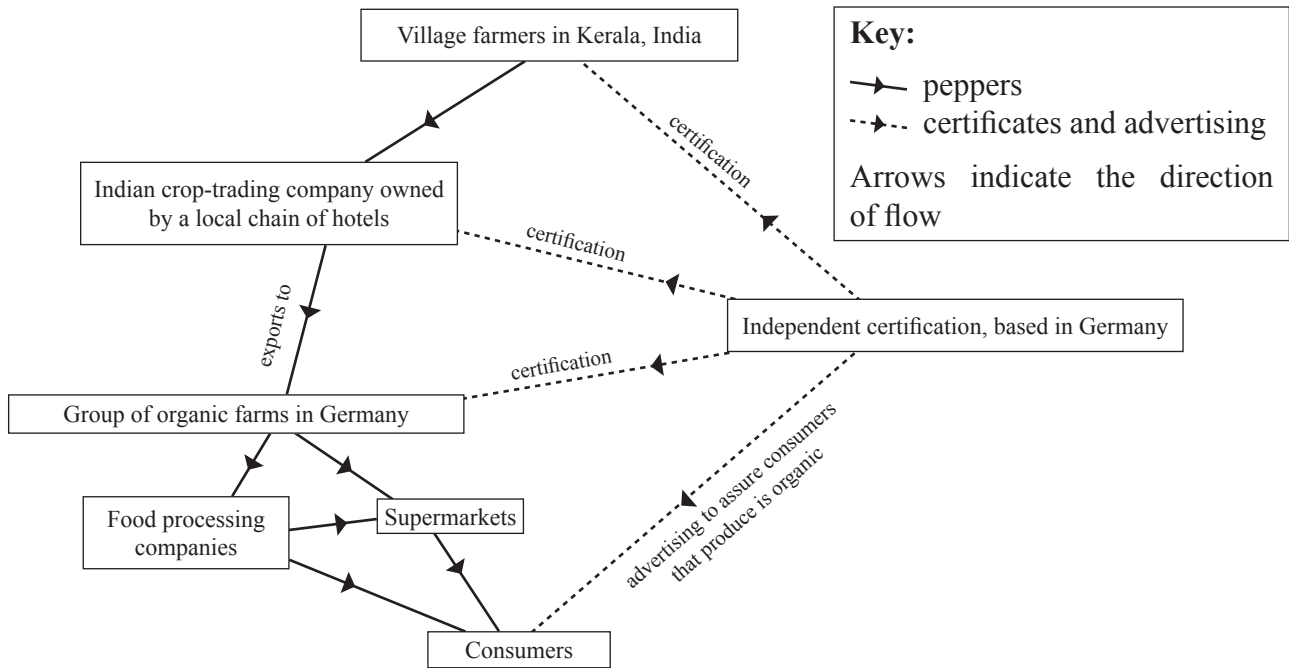 Village farmers in Kerala, India
Key:
peppers
certificates and advertising
Arrows indicate the direction
of flow
certification
Indian crop-trading company owned
by a local chain of hotels
certification
exports to
Independent certification, based in Germany
certification
Group of organic farms in Germany
advertising to assure consumers
that produce is organic
Food processing
companies
Supermarkets
Consumers